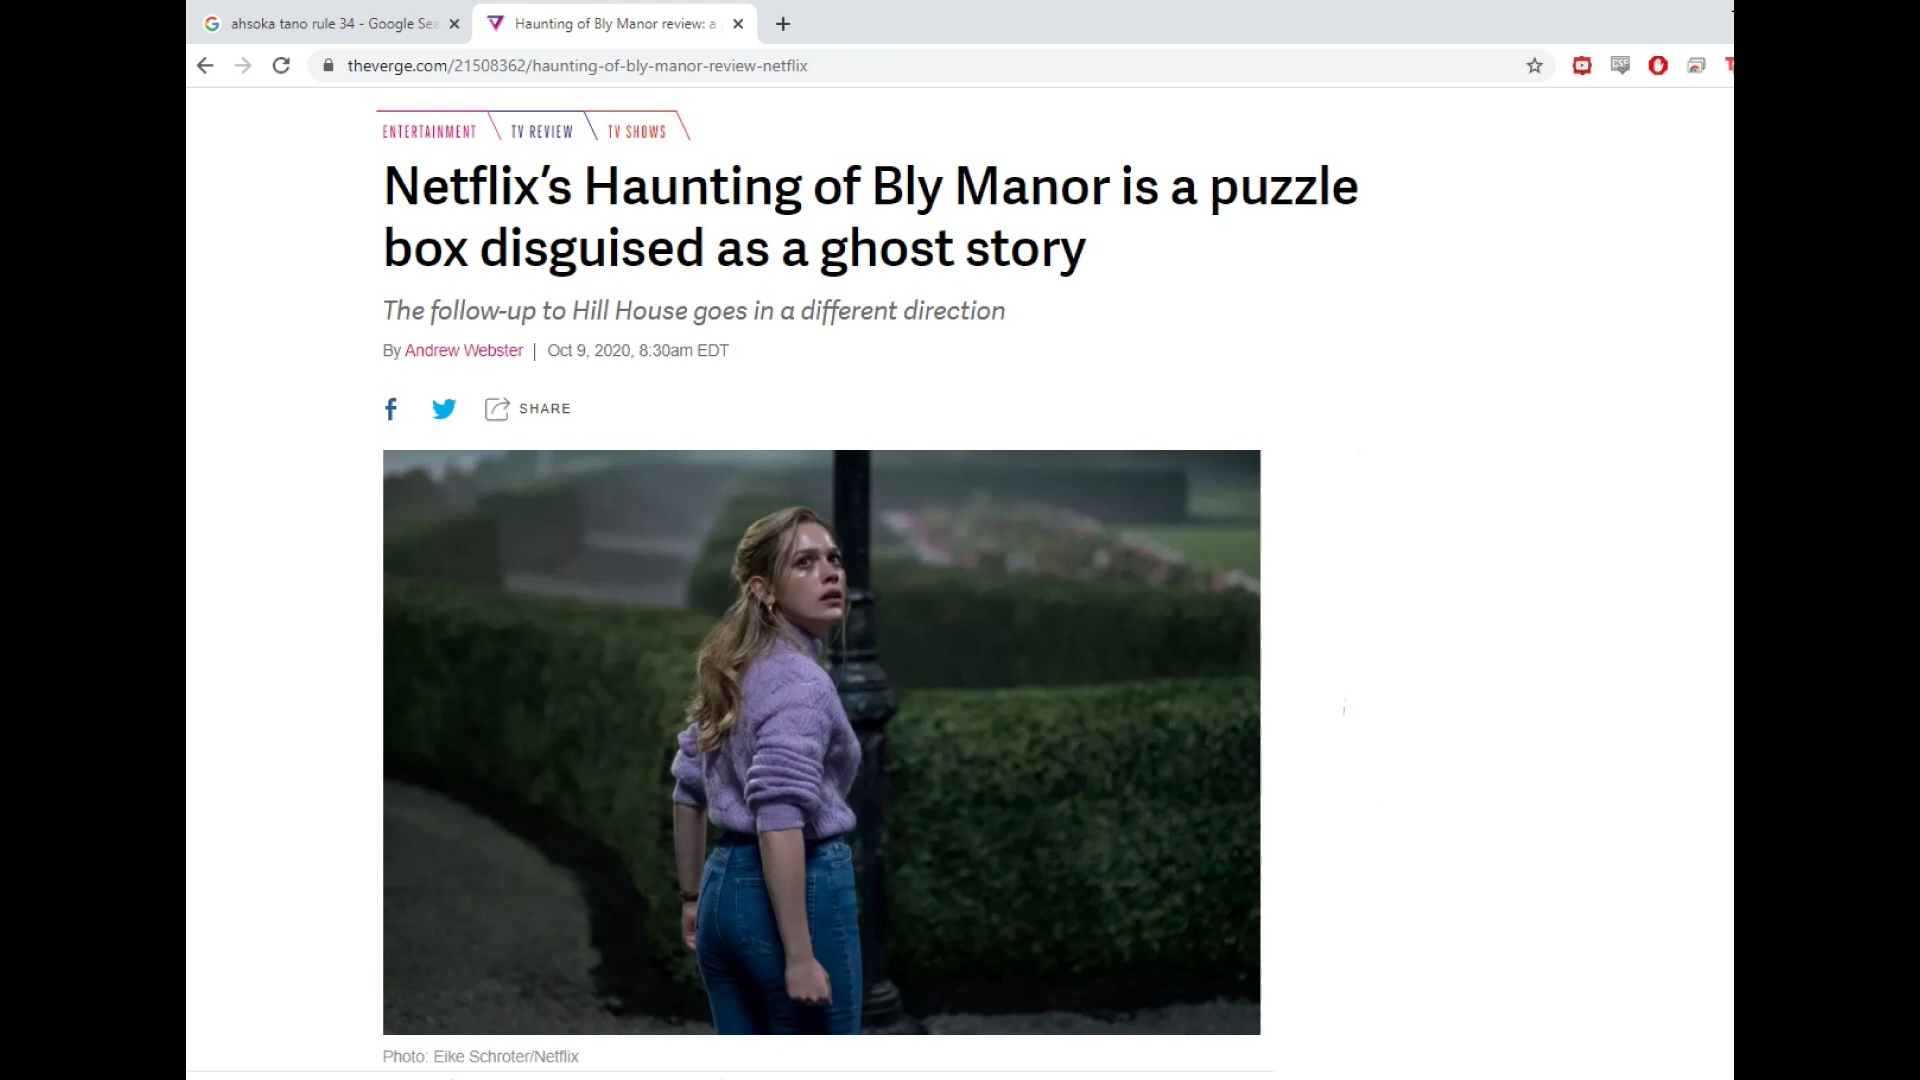 ahsoka tano rule 34 - Google Sea
Haunting of Bly Manor review: a
theverge.com/21508362/haunting-of-bly-manor-review-netflix
ENTERTAINMENT TV REVIEW TV SHOWS
Netflix’s Haunting of Bly Manor is a puzzle
box disguised as a ghost story
The follow-up to Hill House goes in a different direction
By Andrew Webster | Oct 9, 2020, 8:30am EDT
SHARE
Photo: Eike Schroter/Netflix